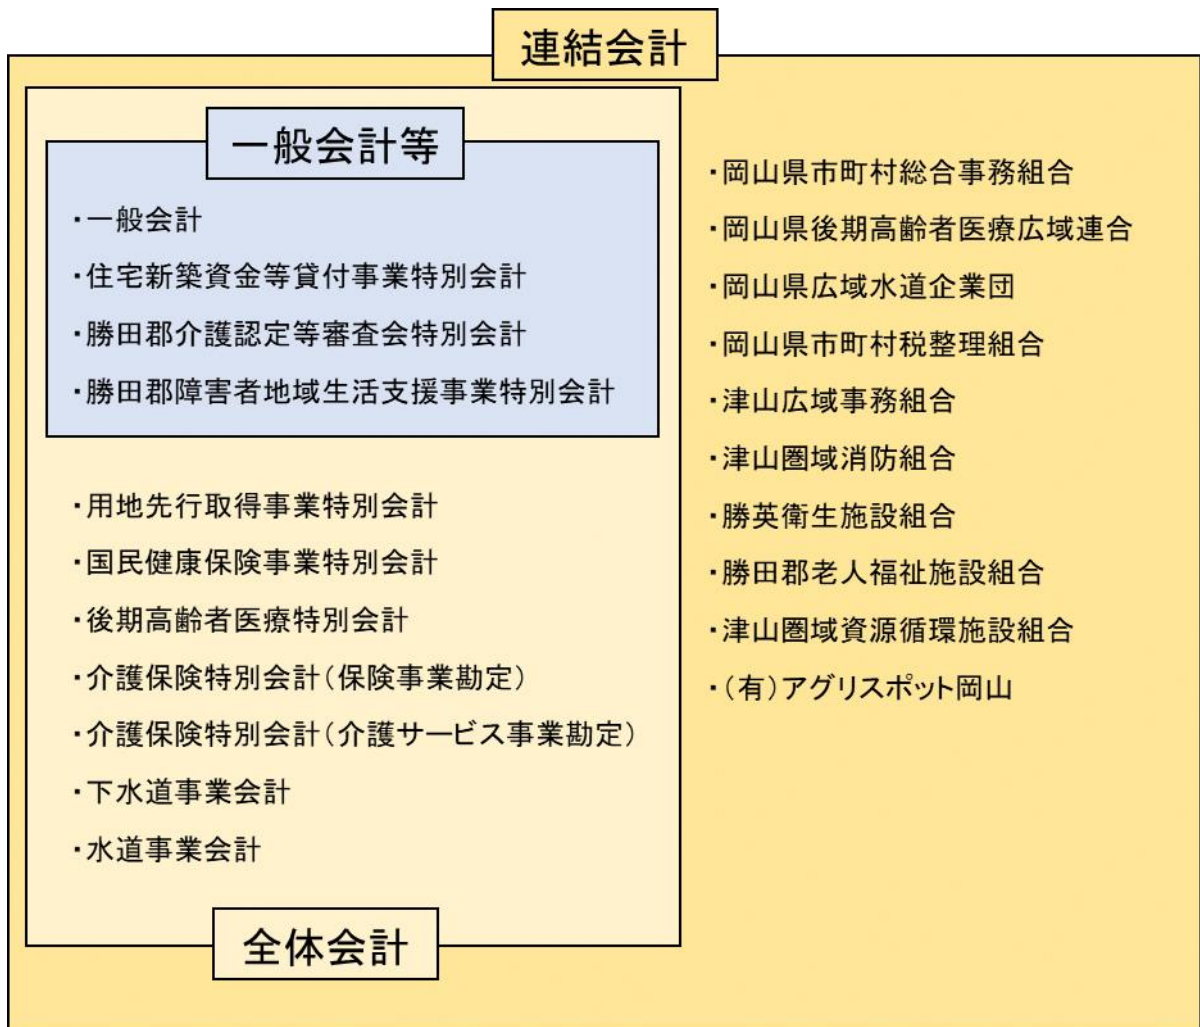 連結会計
一般会計等
・一般会計
・住宅新築資金等貸付事業特別会計
・勝田郡介護認定等審査会特別会計
・勝田郡障害者地域生活支援事業特別会計
・用地先行取得事業特別会計
・国民健康保険事業特別会計
・後期高齢者医療特別会計
・介護保険特別会計(保険事業勘定)
・介護保険特別会計(介護サービス事業勘定)
・下水道事業会計
・水道事業会計
全体会計
・岡山県市町村総合事務組合
・岡山県後期高齢者医療広域連合
・岡山県広域水道企業団
・岡山県市町村税整理組合
・津山広域事務組合
・津山圏域消防組合
・勝英衛生施設組合
・勝田郡老人福祉施設組合
・津山圏域資源循環施設組合
・(有)アグリスポット岡山